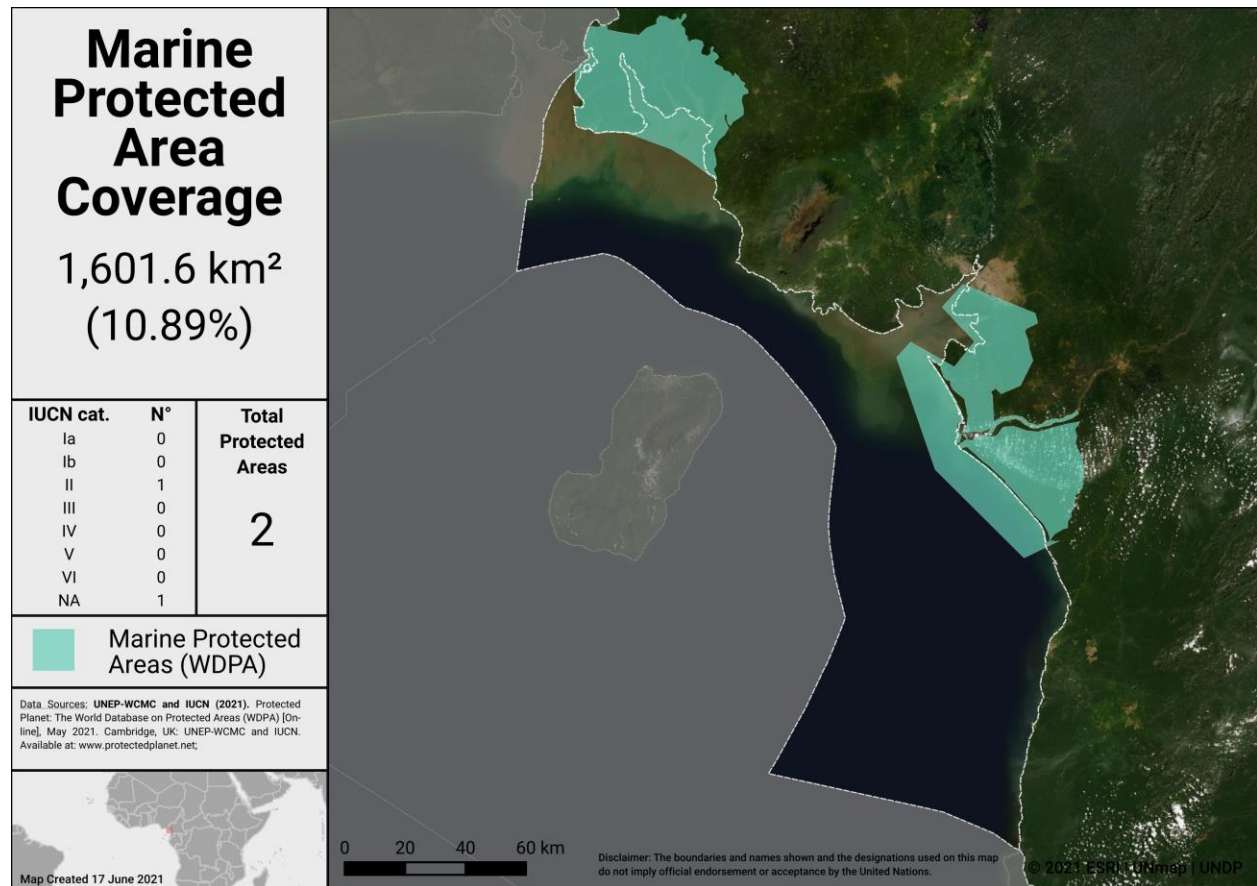 Marine
Protected
Area
Coverage
1,601.6 km²
(10.89%)
IUCN cat. N°
Ia 0
Ib 0
II 1
III 0
IV 0
V 0
VI 0
NA 1
Total
Protected
Areas
2
Marine Protected
Areas (WDPA)
Data Sources: UNEP-WCMC and IUCN (2021). Protected
Planet: The World Database on Protected Areas (WDPA) [On-
line], May 2021. Cambridge, UK: UNEP-WCMC and IUCN.
Available at: www.protectedplanet.net;
Map Created 17 June 2021
0 20 40 60 km
Disclaimer: The boundaries and names shown and the designations used on this map
do not imply official endorsement or acceptance by the United Nations.
© 2021 ESRI | UNmap | UNDP